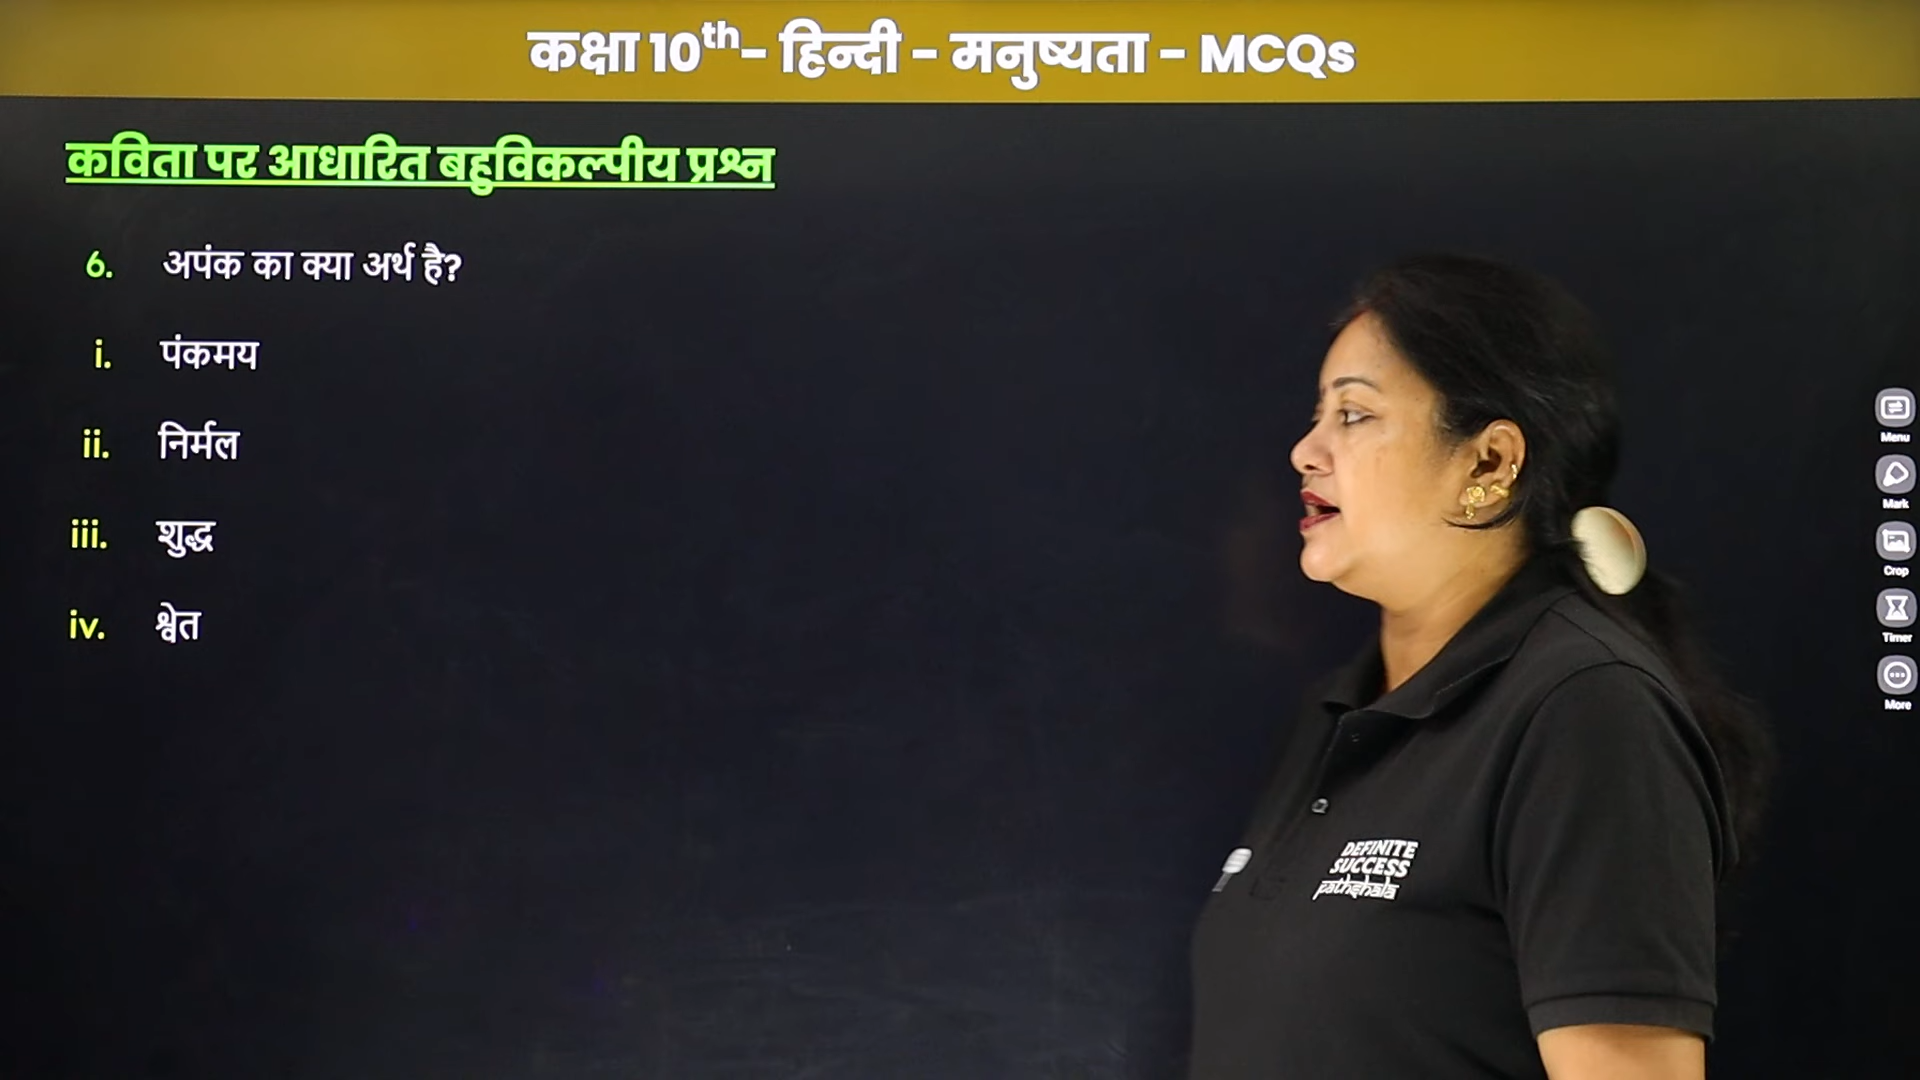 कक्षा 10th- हिन्दी - मनुष्यता - MCQs
कविता पर आधारित बहुविकल्पीय प्रश्न
6. अपंक का क्या अर्थ है?
i. पंकमय
ii. निर्मल
iii. शुद्ध
iv. श्वेत
Menu
Mark
Crop
Timer
More
DEFINITE
SUCCESS
pathshala